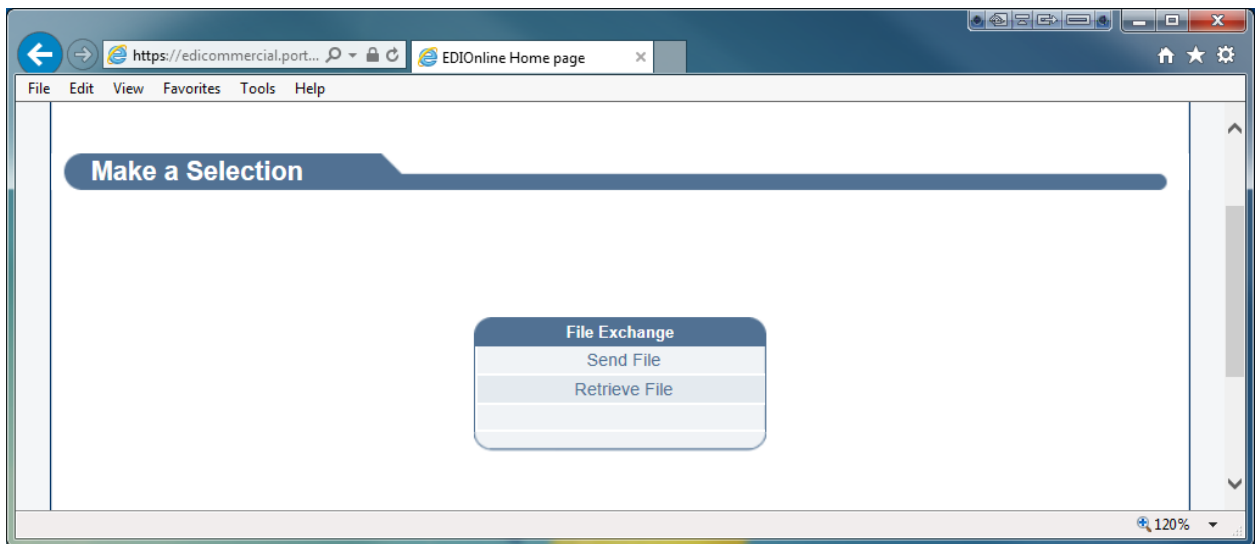 https://edicommercial.port...
EDIOnline Home page
File Edit View Favorites Tools Help
Make a Selection
File Exchange
Send File
Retrieve File
120%